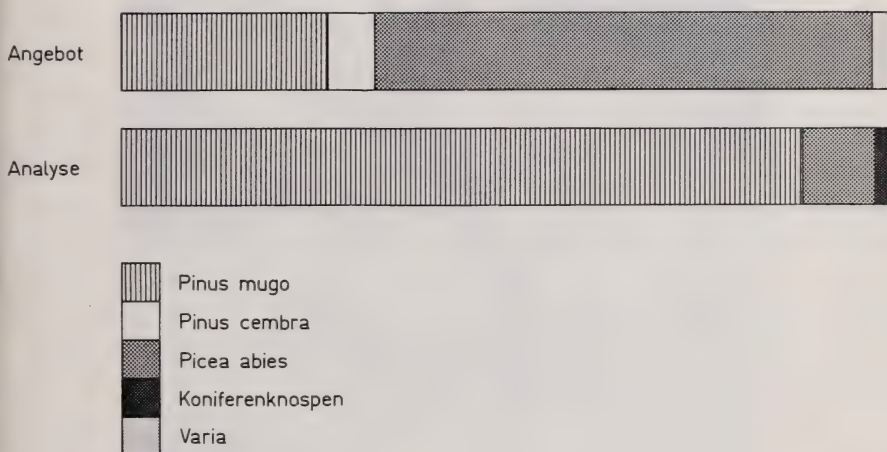 Angebot
Analyse
Pinus mugo
Pinus cembra
Picea abies
Koniferenknospen
Varia